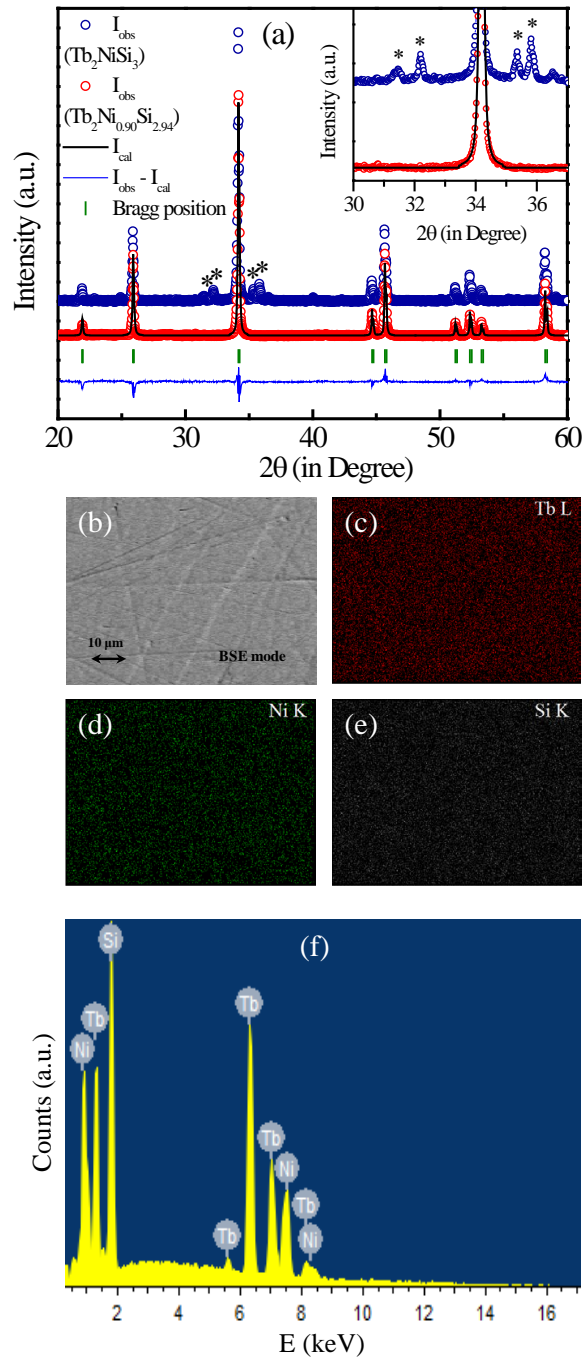 I_obs
(Tb₂NiSi₃)
I_obs
(Tb₂Ni₀.₉₀Si₂.₉₄)
I_cal
I_obs - I_cal
Bragg position
(a)
* * * *
Intensity (a.u.)
20 30 40 50 60
2θ (in Degree)
* * * *
Intensity (a.u.)
30 32 34 36
2θ (in Degree)
(b)
10 μm
BSE mode
(c) Tb L
(d) Ni K
(e) Si K
(f)
Si
Tb
Ni
Tb
Tb
Ni
Tb
Tb
Ni
Counts (a.u.)
2 4 6 8 10 12 14 16
E (keV)